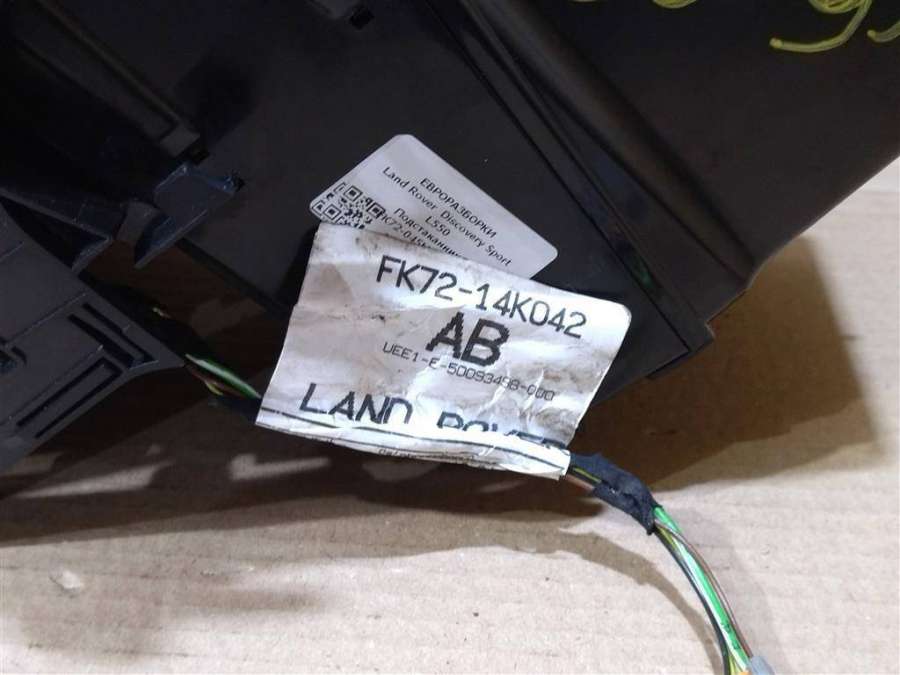 ЕВРОРАЗБОРКИ
Land Rover Discovery Sport
L550
Подстаканник
FK72-14K042
AB
UEE1-E-50093498-000
LAND ROVER